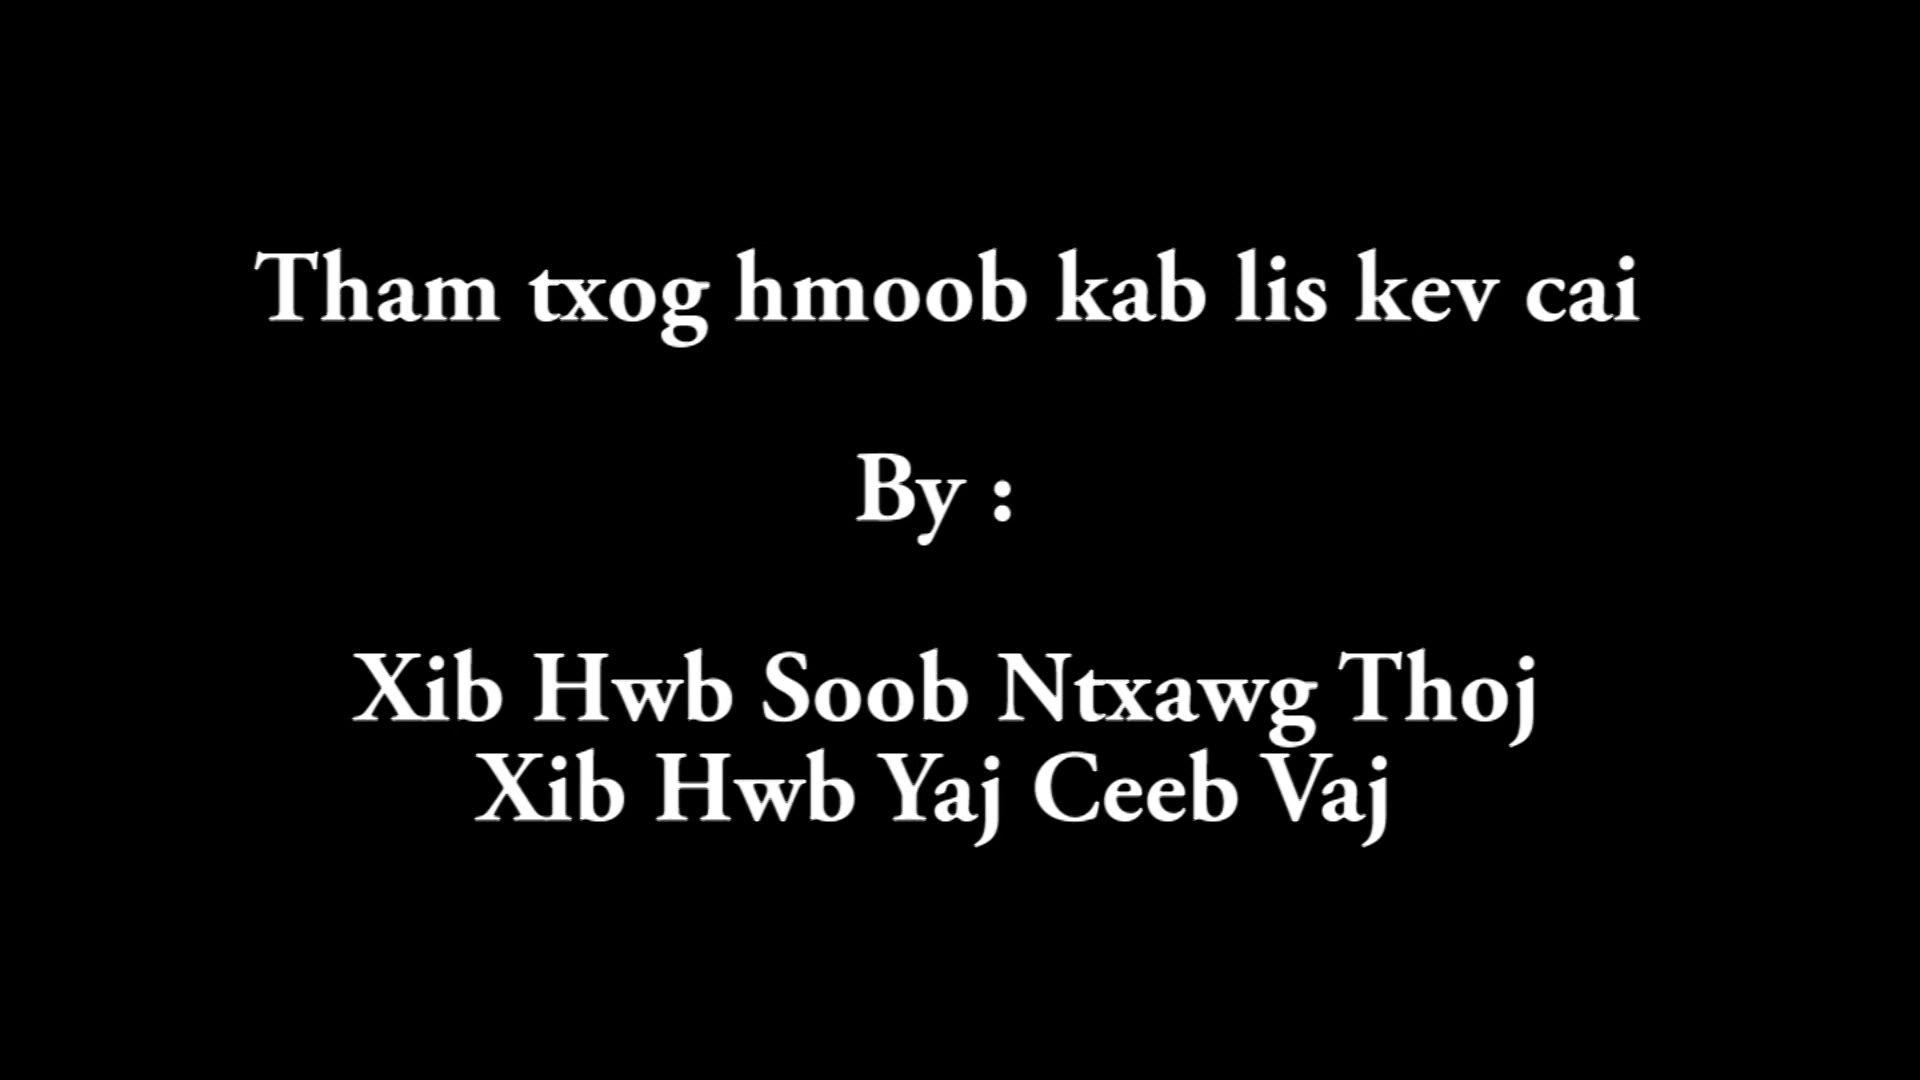 Tham txog hmoob kab lis kev cai
By :
Xib Hwb Soob Ntxawg Thoj
Xib Hwb Yaj Ceeb Vaj